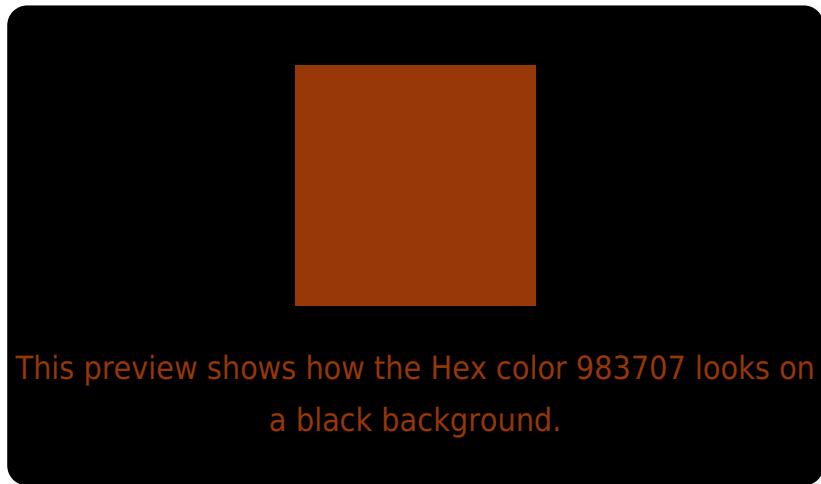 This preview shows how the Hex color 983707 looks on
a black background.